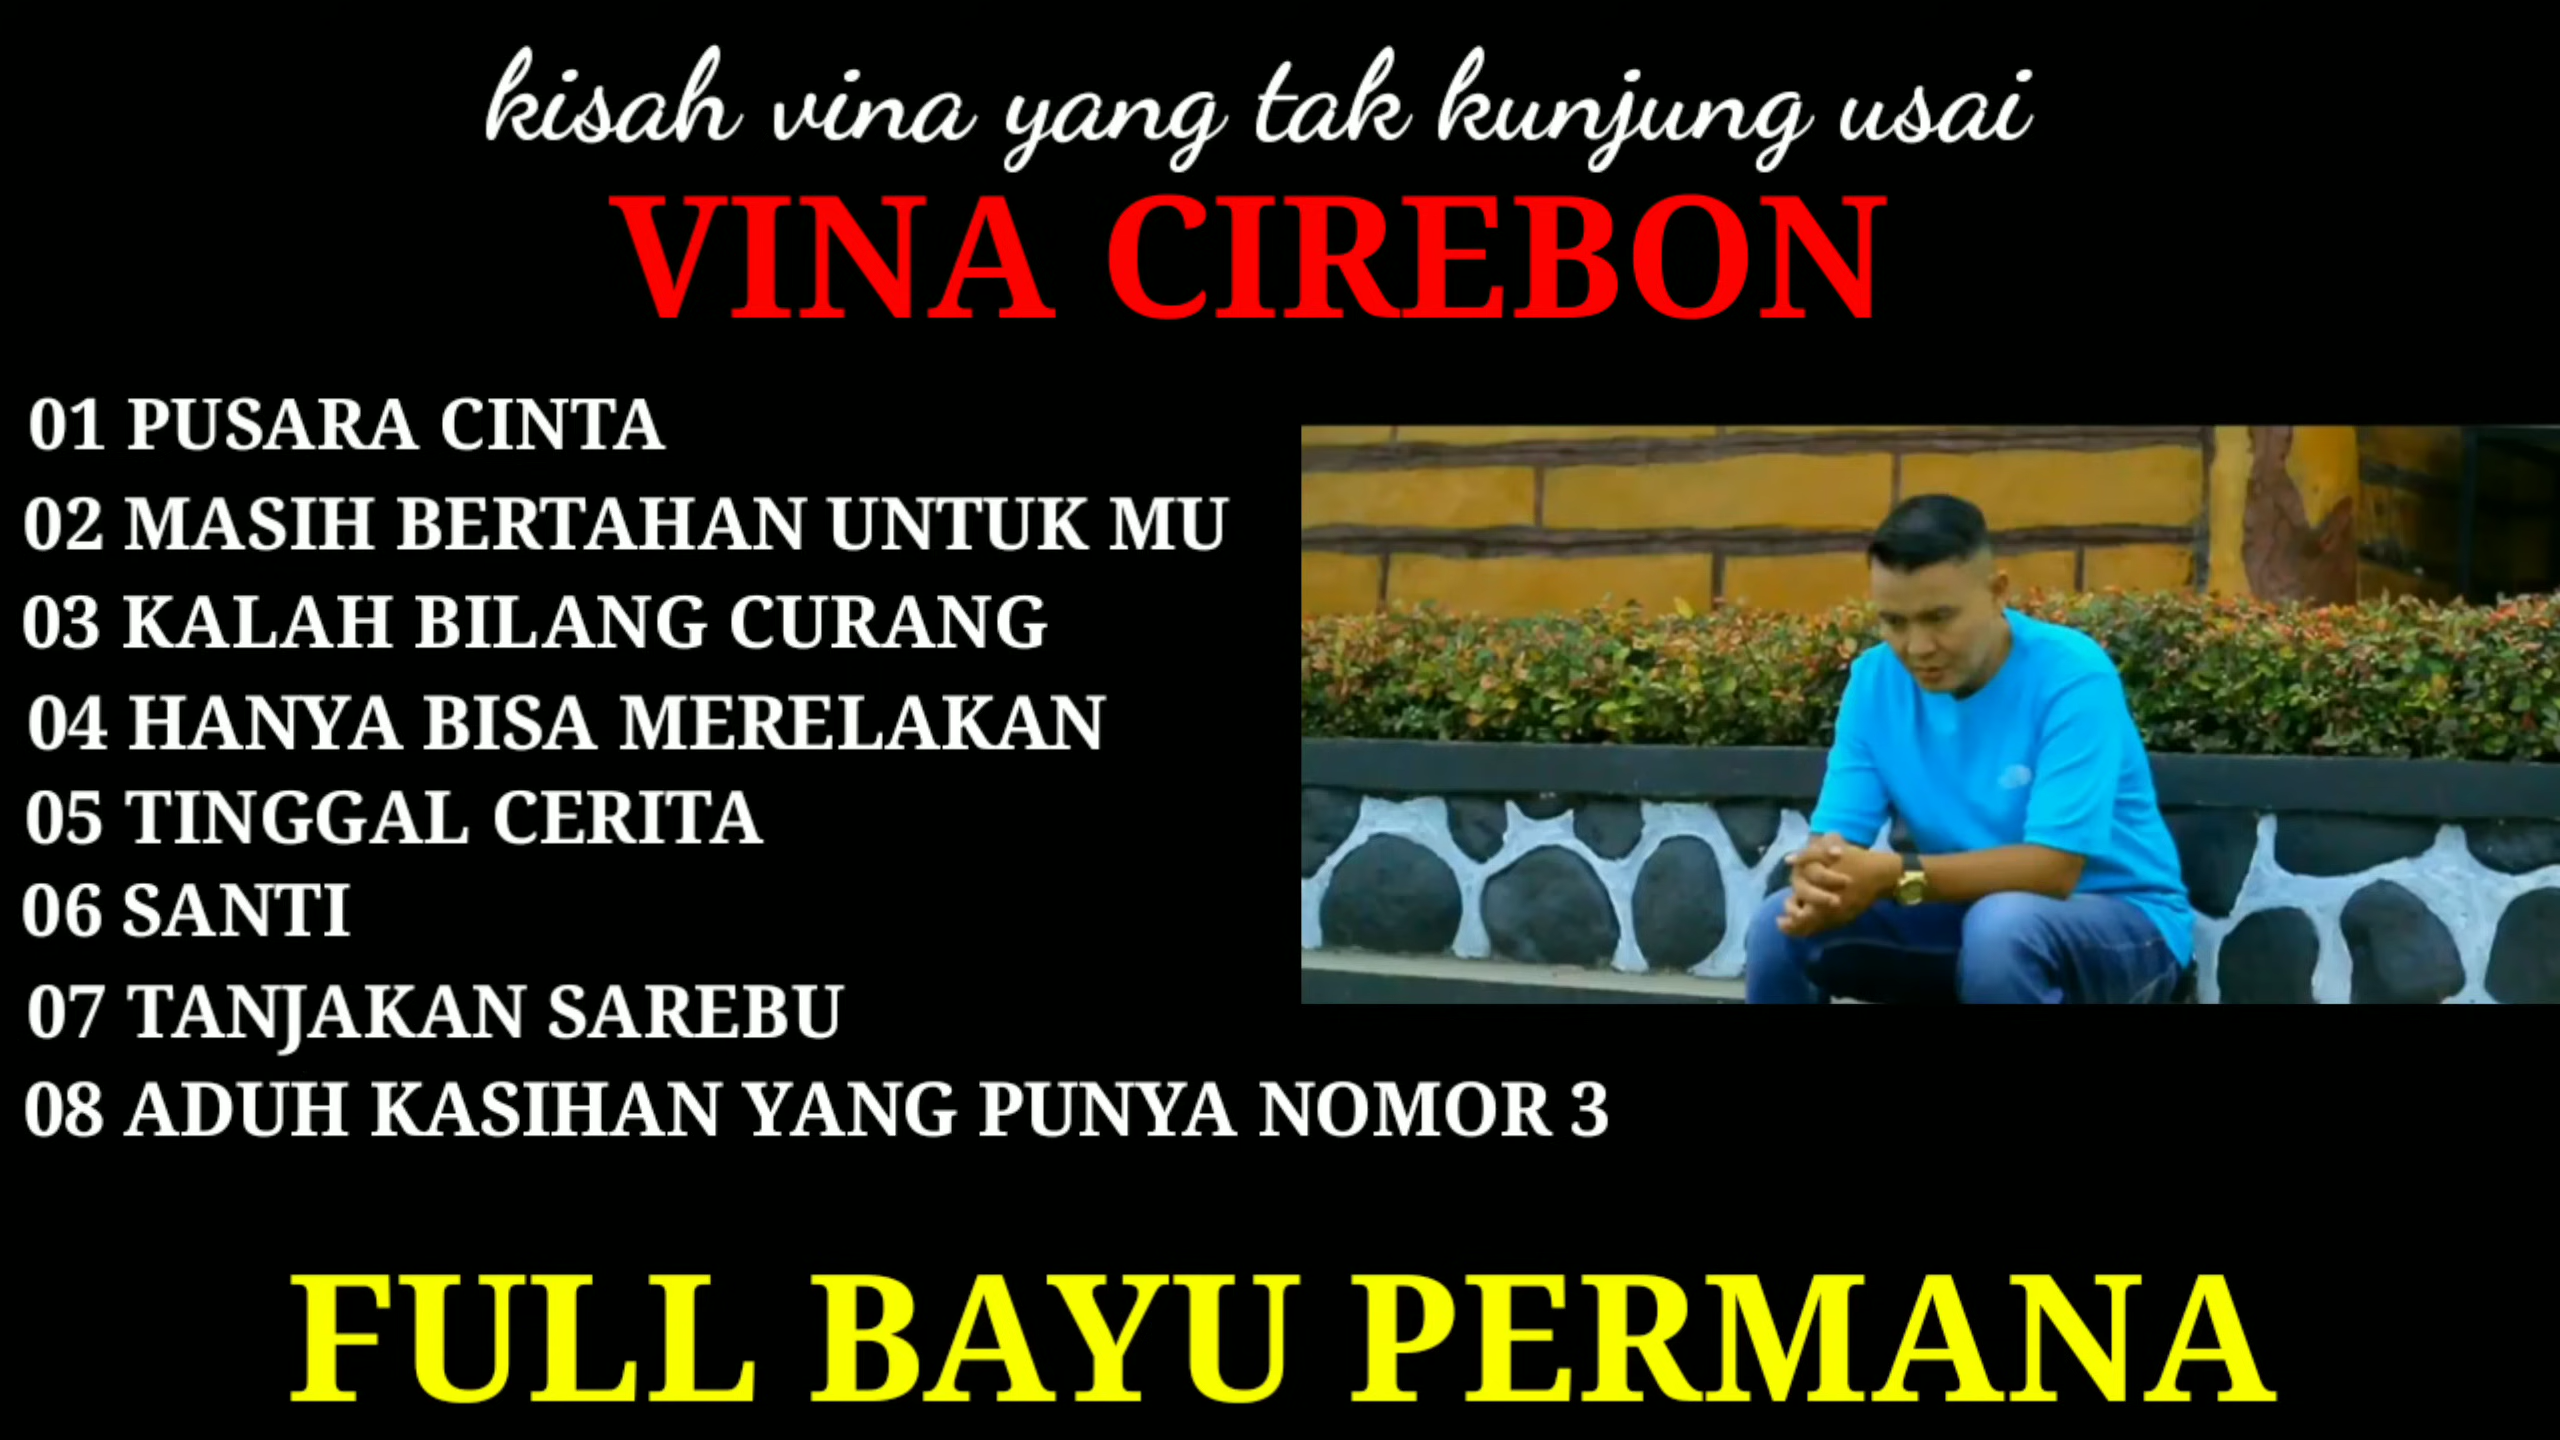 kisah vina yang tak kunjung usai
VINA CIREBON
01 PUSARA CINTA
02 MASIH BERTAHAN UNTUK MU
03 KALAH BILANG CURANG
04 HANYA BISA MERELAKAN
05 TINGGAL CERITA
06 SANTI
07 TANJAKAN SAREBU
08 ADUH KASIHAN YANG PUNYA NOMOR 3
FULL BAYU PERMANA